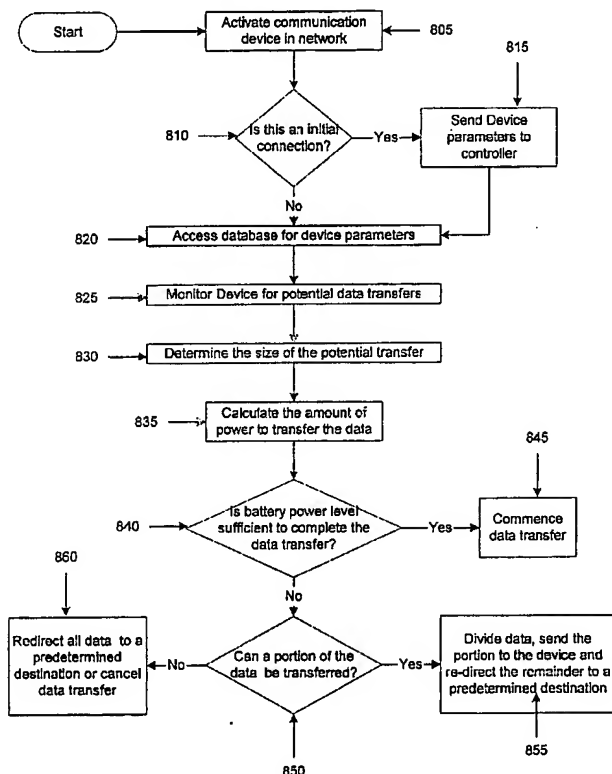 Start
Activate communication
device in network
805
815
810
Is this an initial
connection?
Yes
Send Device
parameters to
controller
No
820
Access database for device parameters
825
Monitor Device for potential data transfers
830
Determine the size of the potential transfer
835
Calculate the amount of
power to transfer the data
845
840
Is battery power level
sufficient to complete the
data transfer?
Yes
Commence
data transfer
860
No
Redirect all data to a
predetermined
destination or cancel
data transfer
No
Can a portion of the
data be transferred?
Yes
Divide data, send the
portion to the device and
re-direct the remainder to a
predetermined destination
850
855